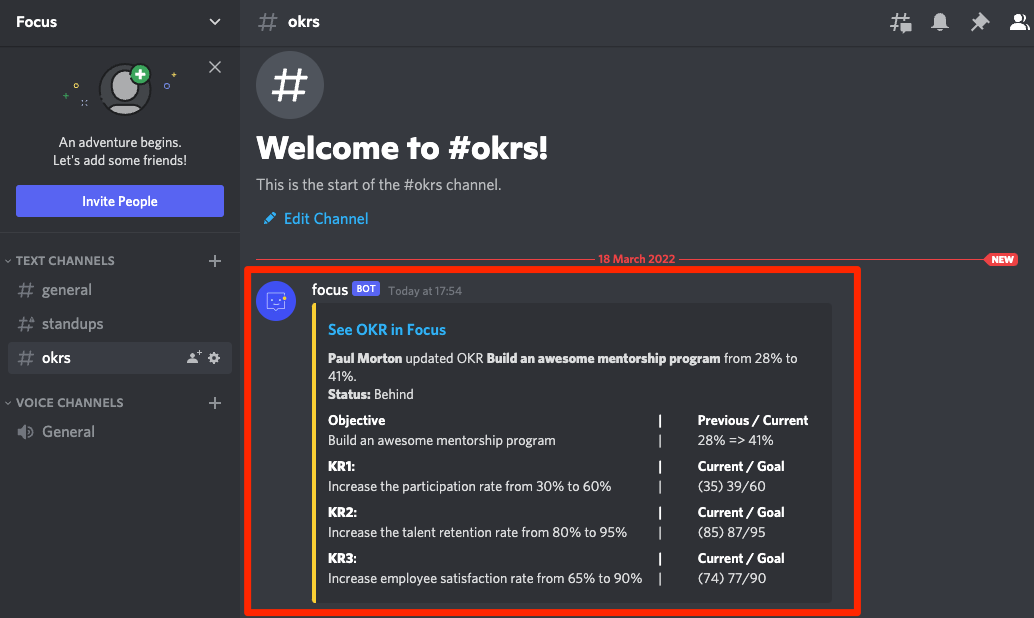 Focus
An adventure begins.
Let's add some friends!
Invite People
TEXT CHANNELS
general
standups
okrs
VOICE CHANNELS
General
okrs
#
Welcome to #okrs!
This is the start of the #okrs channel.
Edit Channel
18 March 2022
NEW
focus BOT Today at 17:54
See OKR in Focus
Paul Morton updated OKR Build an awesome mentorship program from 28% to
41%.
Status: Behind
Objective | Previous / Current
Build an awesome mentorship program | 28% => 41%
KR1: | Current / Goal
Increase the participation rate from 30% to 60% | (35) 39/60
KR2: | Current / Goal
Increase the talent retention rate from 80% to 95% | (85) 87/95
KR3: | Current / Goal
Increase employee satisfaction rate from 65% to 90% | (74) 77/90